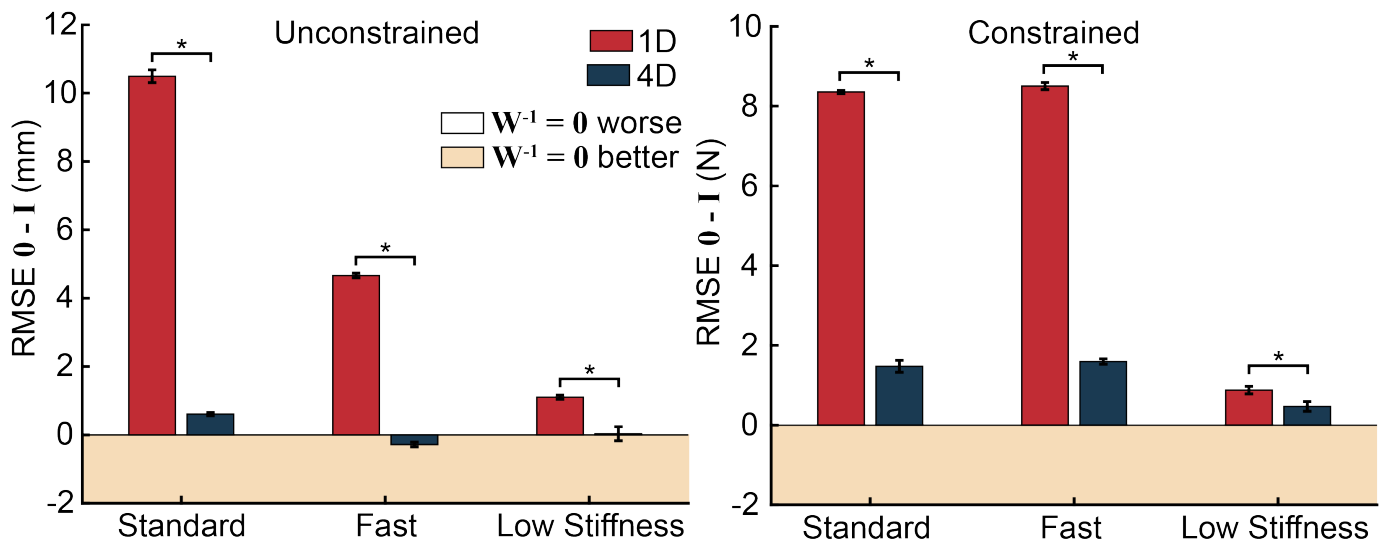 Unconstrained
1D
4D
W-1 = 0 worse
W-1 = 0 better
RMSE 0 - I (mm)
12
10
8
6
4
2
0
-2
*
*
*
Standard
Fast
Low Stiffness
Constrained
RMSE 0 - I (N)
10
8
6
4
2
0
-2
*
*
*
Standard
Fast
Low Stiffness